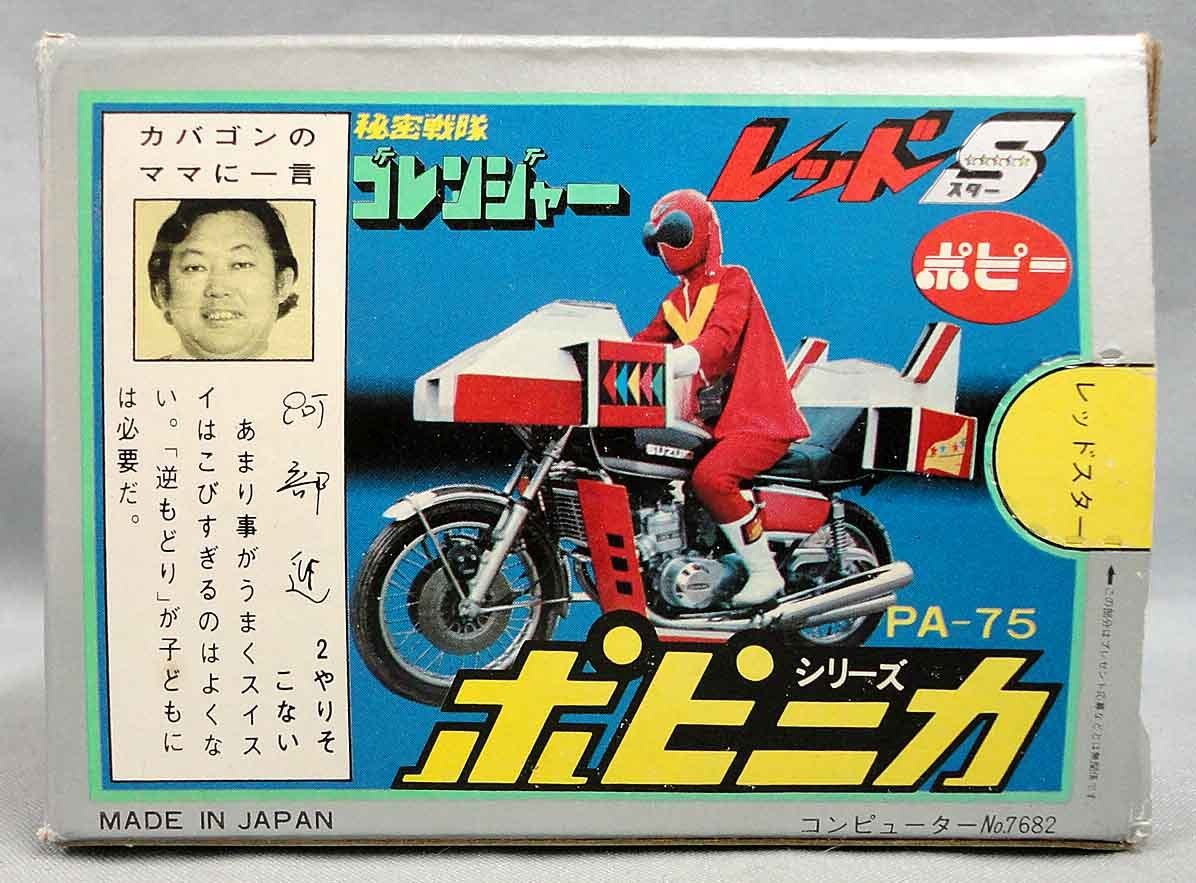 カバゴンの
ママに一言
阿部進
2やりそ
こない
あまり事がうまくスイス
イはこびすぎるのはよくな
い。「逆もどり」が子どもに
は必要だ。
秘密戦隊
ゴレンジャー
レッドS
スター
ポピー
SUZUKI
レッドスター
PA-75
ポピニカ
シリーズ
MADE IN JAPAN
コンピューターNo.7682